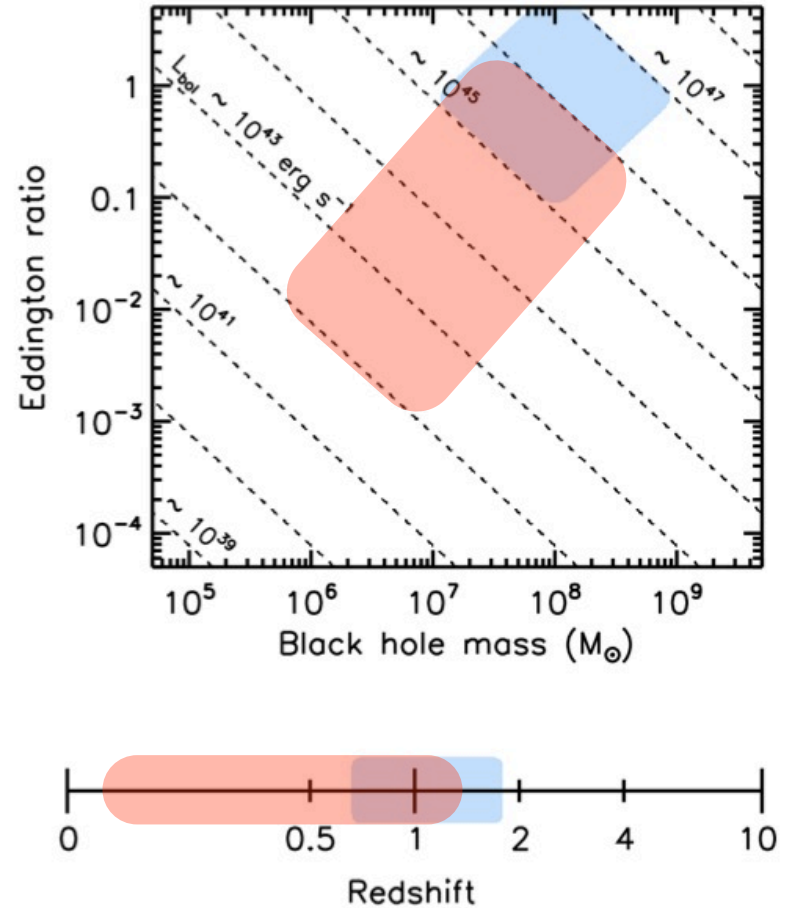 Eddington ratio
1
0.1
10⁻²
10⁻³
10⁻⁴
L_bol ~ 10⁴³ erg s⁻¹
~ 10⁴⁵
~ 10⁴⁷
~ 10⁴¹
~ 10³⁹
10⁵ 10⁶ 10⁷ 10⁸ 10⁹
Black hole mass (M☉)
0 0.5 1 2 4 10
Redshift